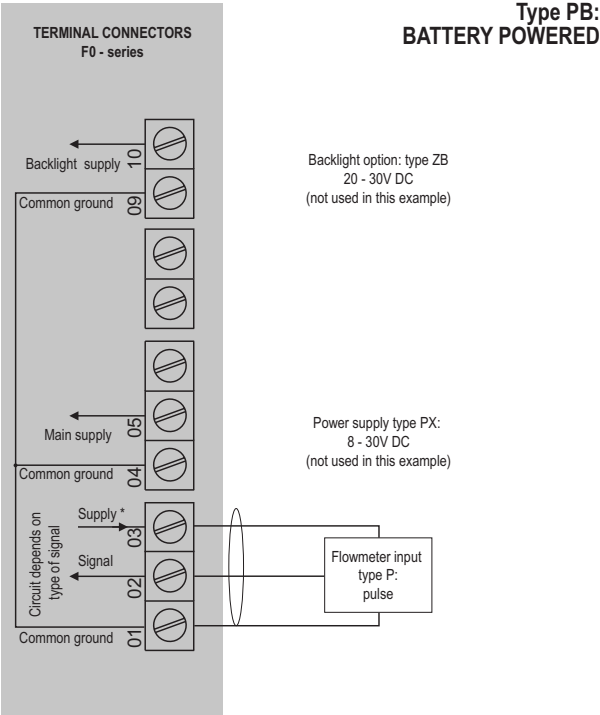 Type PB:
BATTERY POWERED
TERMINAL CONNECTORS
F0 - series
Backlight supply
10
Common ground
09
Backlight option: type ZB
20 - 30V DC
(not used in this example)
Main supply
05
Common ground
04
Power supply type PX:
8 - 30V DC
(not used in this example)
Circuit depends on
type of signal
Supply *
03
Signal
02
Common ground
01
Flowmeter input
type P:
pulse